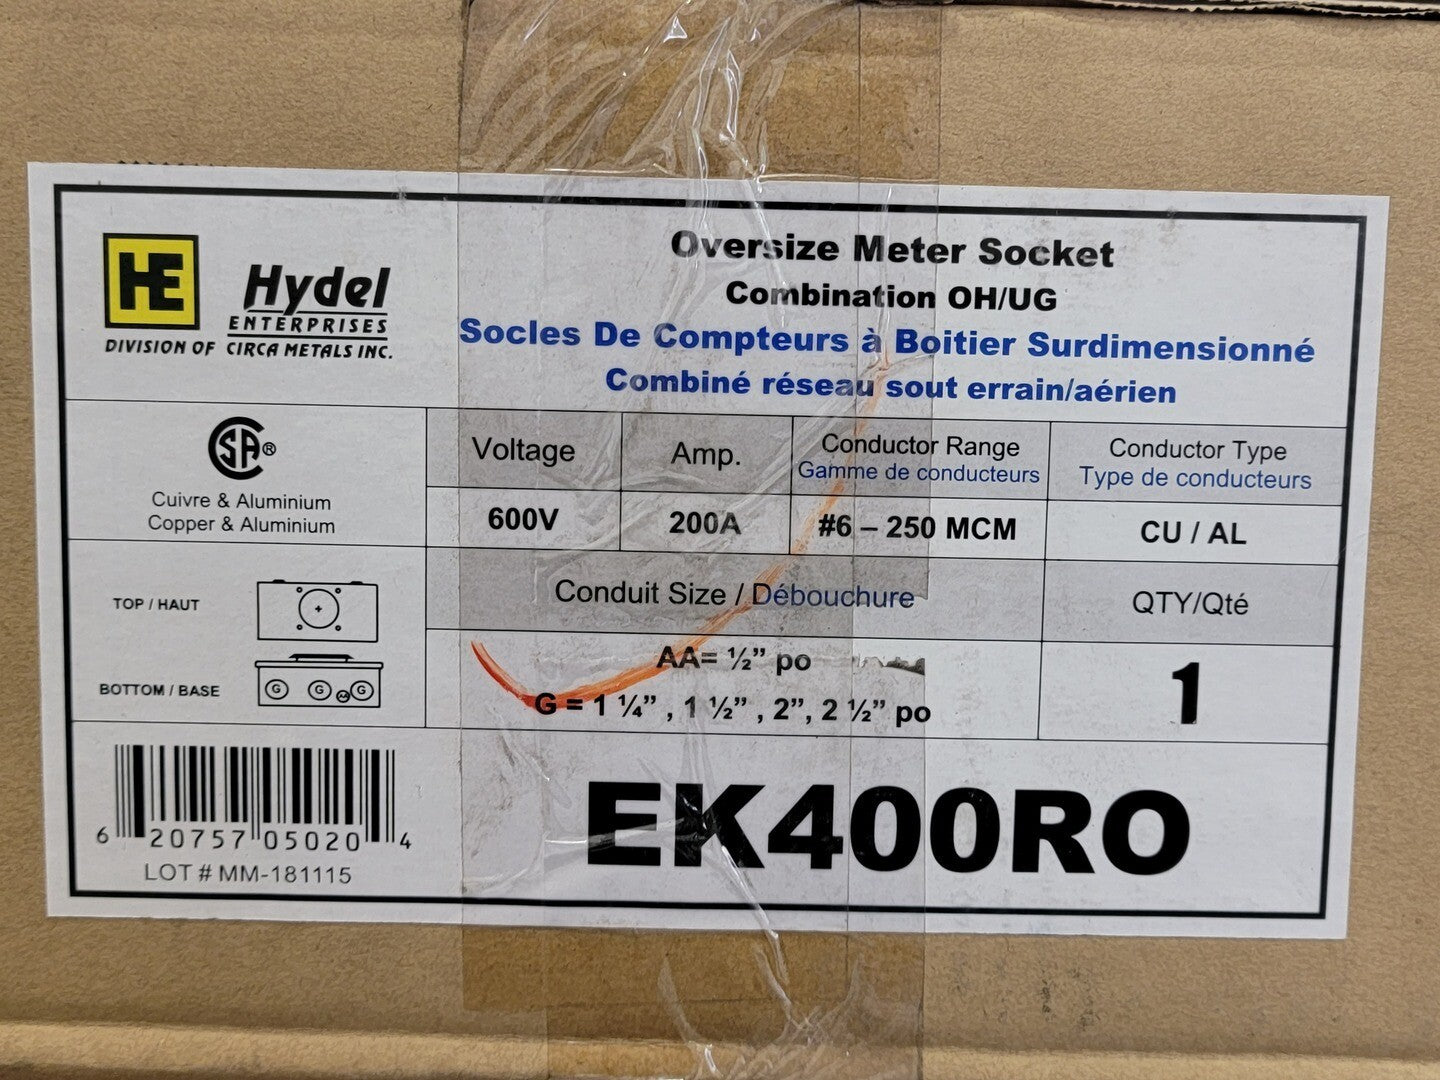 HE
Hydel
ENTERPRISES
DIVISION OF CIRCA METALS INC.
Oversize Meter Socket
Combination OH/UG
Socles De Compteurs à Boitier Surdimensionné
Combiné réseau sout errain/aérien
CSA®
Cuivre & Aluminium
Copper & Aluminium
Voltage
600V
Amp.
200A
Conductor Range
Gamme de conducteurs
#6 – 250 MCM
Conductor Type
Type de conducteurs
CU / AL
TOP / HAUT
BOTTOM / BASE
G G AA G
Conduit Size / Débouchure
AA= ½” po
G = 1 ¼” , 1 ½” , 2”, 2 ½” po
QTY/Qté
1
6 20757 05020 4
LOT # MM-181115
EK400RO